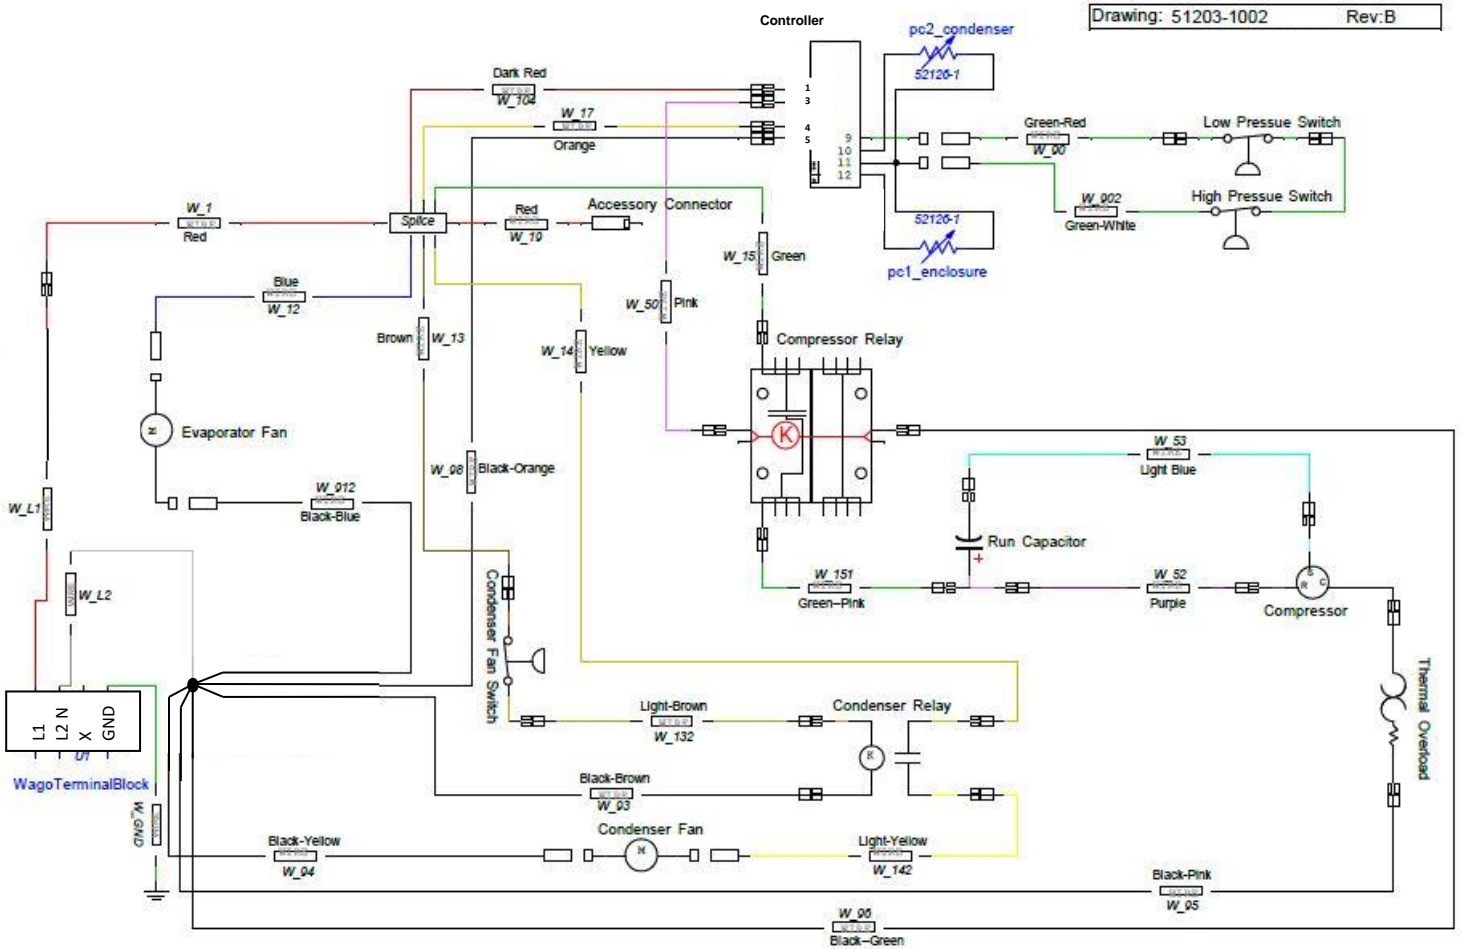 Drawing: 51203-1002 Rev:B
Controller
pc2_condenser
52126-1
Dark Red
W_104
1
3
W_17
Orange
4
5
9
10
11
12
Green-Red
W_90
Low Pressue Switch
W_902
Green-White
High Pressue Switch
W_1
Red
Splice
Red
W_19
Accessory Connector
52126-1
pc1_enclosure
W_15
Green
Blue
W_12
W_50
Pink
Brown
W_13
W_14
Yellow
Compressor Relay
K
Evaporator Fan
W_98
Black-Orange
W_53
Light Blue
W_L1
W_912
Black-Blue
Run Capacitor
+
W_L2
W_151
Green-Pink
W_52
Purple
S
R C
Compressor
Condenser Fan Switch
Thermal Overload
Light-Brown
W_132
Condenser Relay
K
L1
L2 N
X
GND
U1
WagoTerminalBlock
W_GND
Black-Brown
W_93
Black-Yellow
W_94
Condenser Fan
M
Light-Yellow
W_142
Black-Pink
W_95
W_96
Black-Green